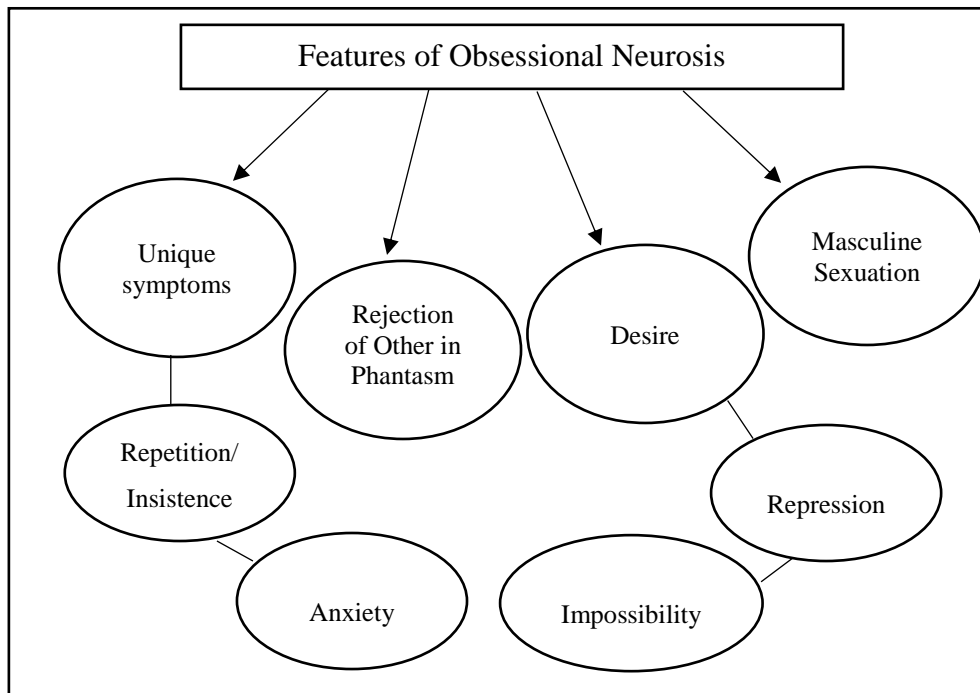 Features of Obsessional Neurosis
Unique
symptoms
Rejection
of Other in
Phantasm
Desire
Masculine
Sexuation
Repetition/
Insistence
Repression
Anxiety
Impossibility